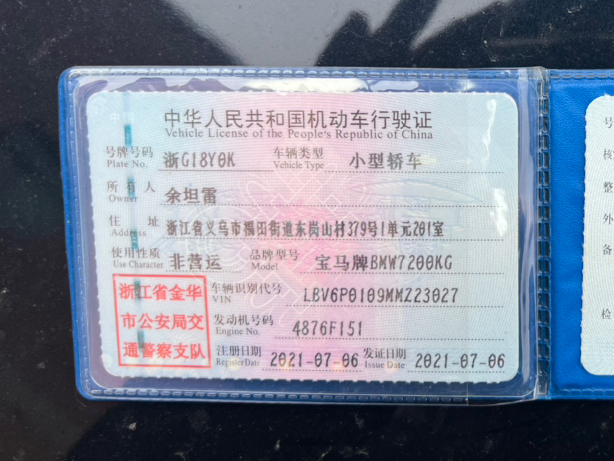 中华人民共和国机动车行驶证
Vehicle License of the People's Republic of China
号牌号码 浙G18Y0K 车辆类型 小型轿车
Plate No. Vehicle Type
所有人 余坦雷
Owner
住址 浙江省义乌市福田街道东岗山村379号1单元201室
Address
使用性质 非营运 品牌型号 宝马牌BMW7200KG
Use Character Model
浙江省金华
市公安局交
通警察支队
车辆识别代号 LBV6P0109MMZ23027
VIN
发动机号码 4876F151
Engine No.
注册日期 2021-07-06 发证日期 2021-07-06
Register Date Issue Date
号
核
整
外
备
检